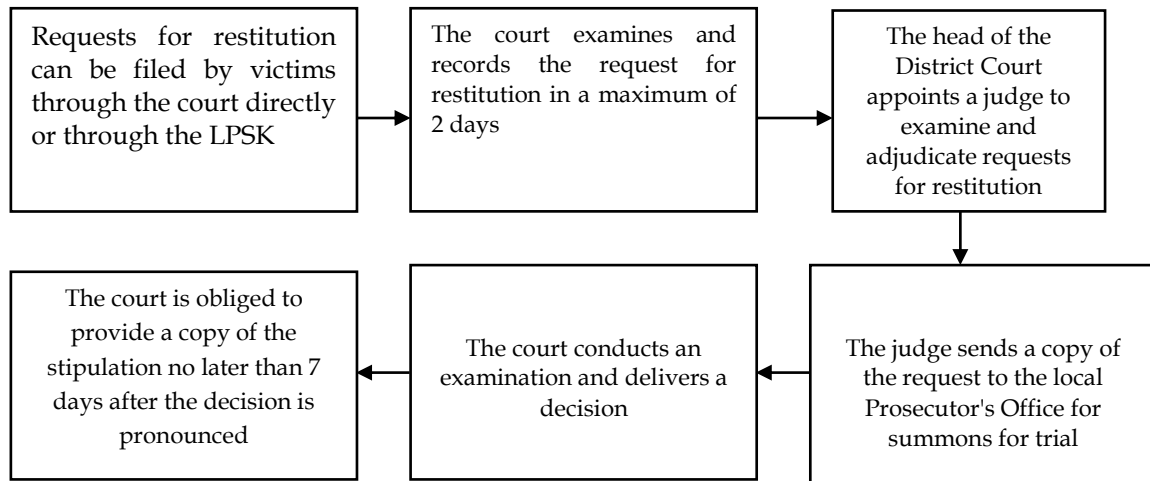 Requests for restitution
can be filed by victims
through the court directly
or through the LPSK
The court examines and
records the request for
restitution in a maximum of
2 days
The head of the
District Court
appoints a judge to
examine and
adjudicate requests
for restitution
The judge sends a copy of
the request to the local
Prosecutor's Office for
summons for trial
The court conducts an
examination and delivers a
decision
The court is obliged to
provide a copy of the
stipulation no later than 7
days after the decision is
pronounced